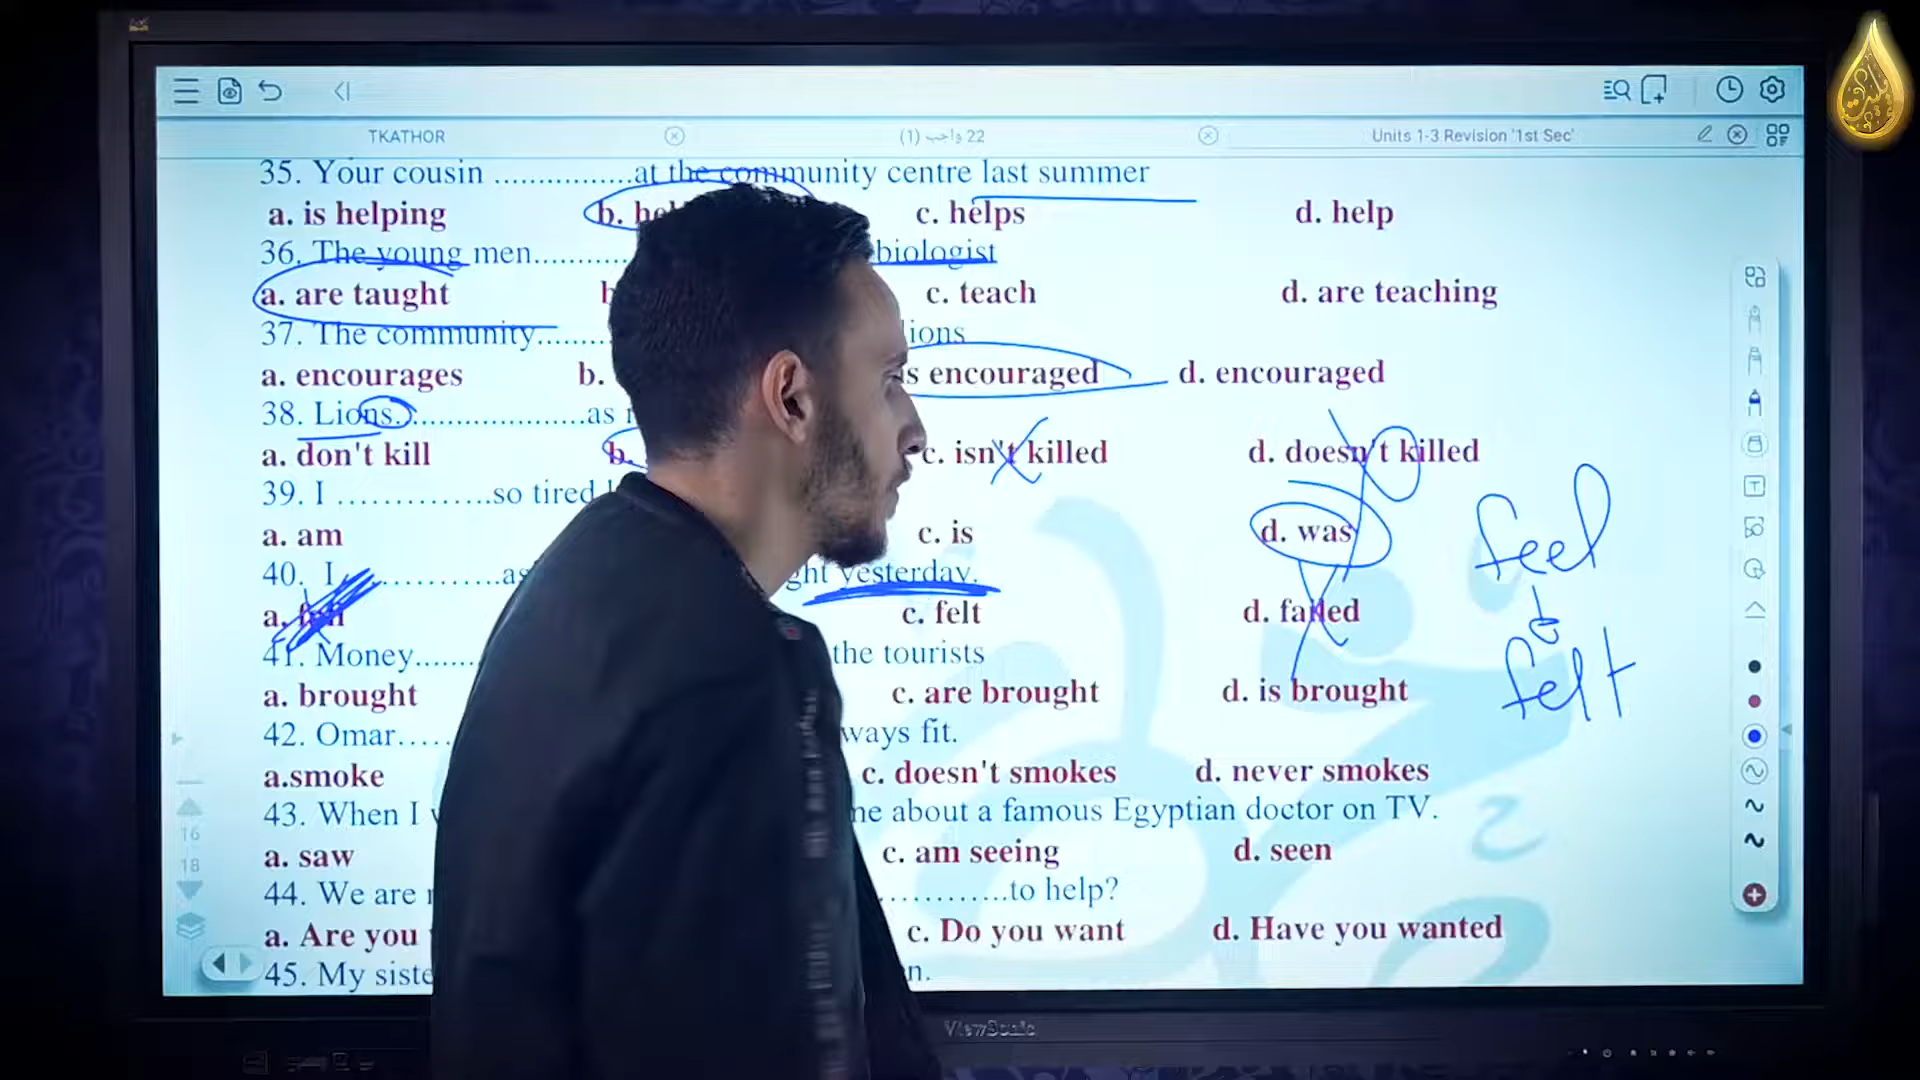 TKATHOR
22 واجب (1)
Units 1-3 Revision '1st Sec'
35. Your cousin ...............at the community centre last summer
a. is helping b. c. helps d. help
36. The young men.......... biologist
a. are taught c. teach d. are teaching
37. The community........ lions
a. encourages b. is encouraged d. encouraged
38. Lions...................as
a. don't kill b. c. isn't killed d. doesn't killed
39. I ..............so tired
a. am c. is d. was
feel
40. I.............. yesterday.
a. c. felt d. failed
felt
41. Money....... the tourists
a. brought c. are brought d. is brought
42. Omar..... fit.
a.smoke c. doesn't smokes d. never smokes
43. When I about a famous Egyptian doctor on TV.
a. saw c. am seeing d. seen
44. We are ............to help?
a. Are you c. Do you want d. Have you wanted
45. My
16
18
ViewSonic